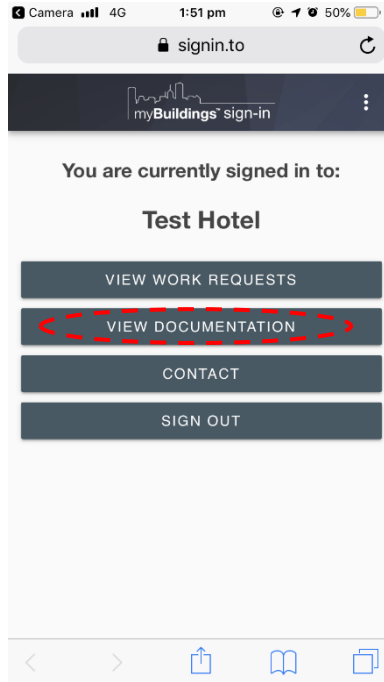 Camera 4G 1:51 pm 50%
signin.to
myBuildings™ sign-in
You are currently signed in to:
Test Hotel
VIEW WORK REQUESTS
VIEW DOCUMENTATION
CONTACT
SIGN OUT